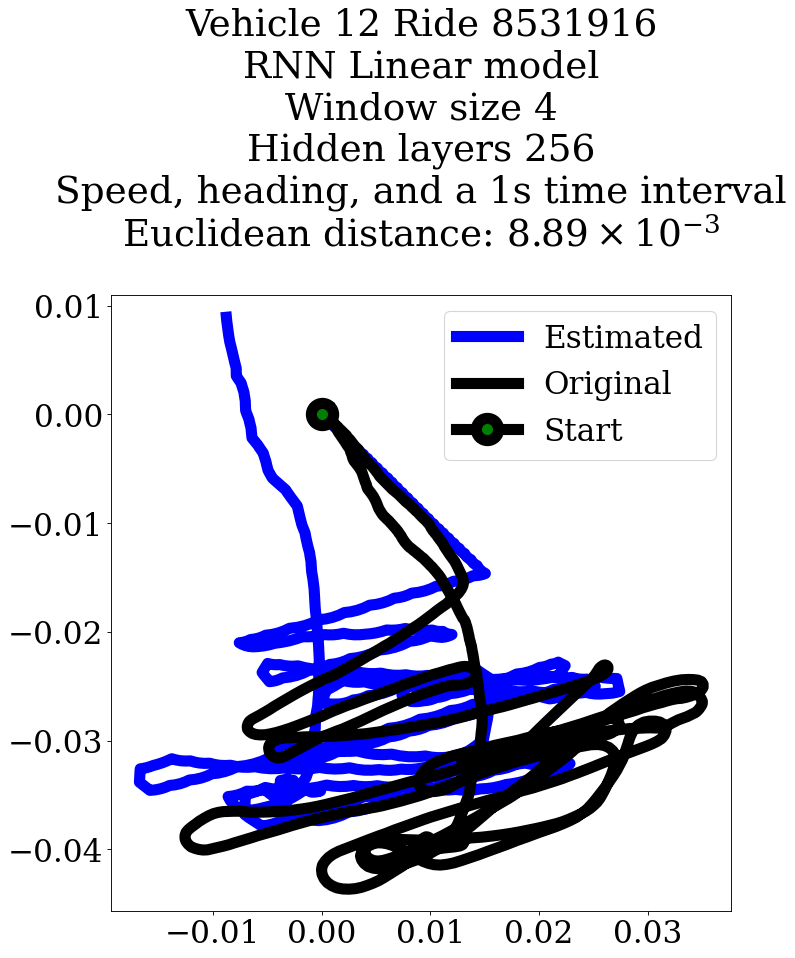 Vehicle 12 Ride 8531916
RNN Linear model
Window size 4
Hidden layers 256
Speed, heading, and a 1s time interval
Euclidean distance: 8.89 × 10⁻³
0.01
0.00
−0.01
−0.02
−0.03
−0.04
Estimated
Original
Start
−0.01 0.00 0.01 0.02 0.03